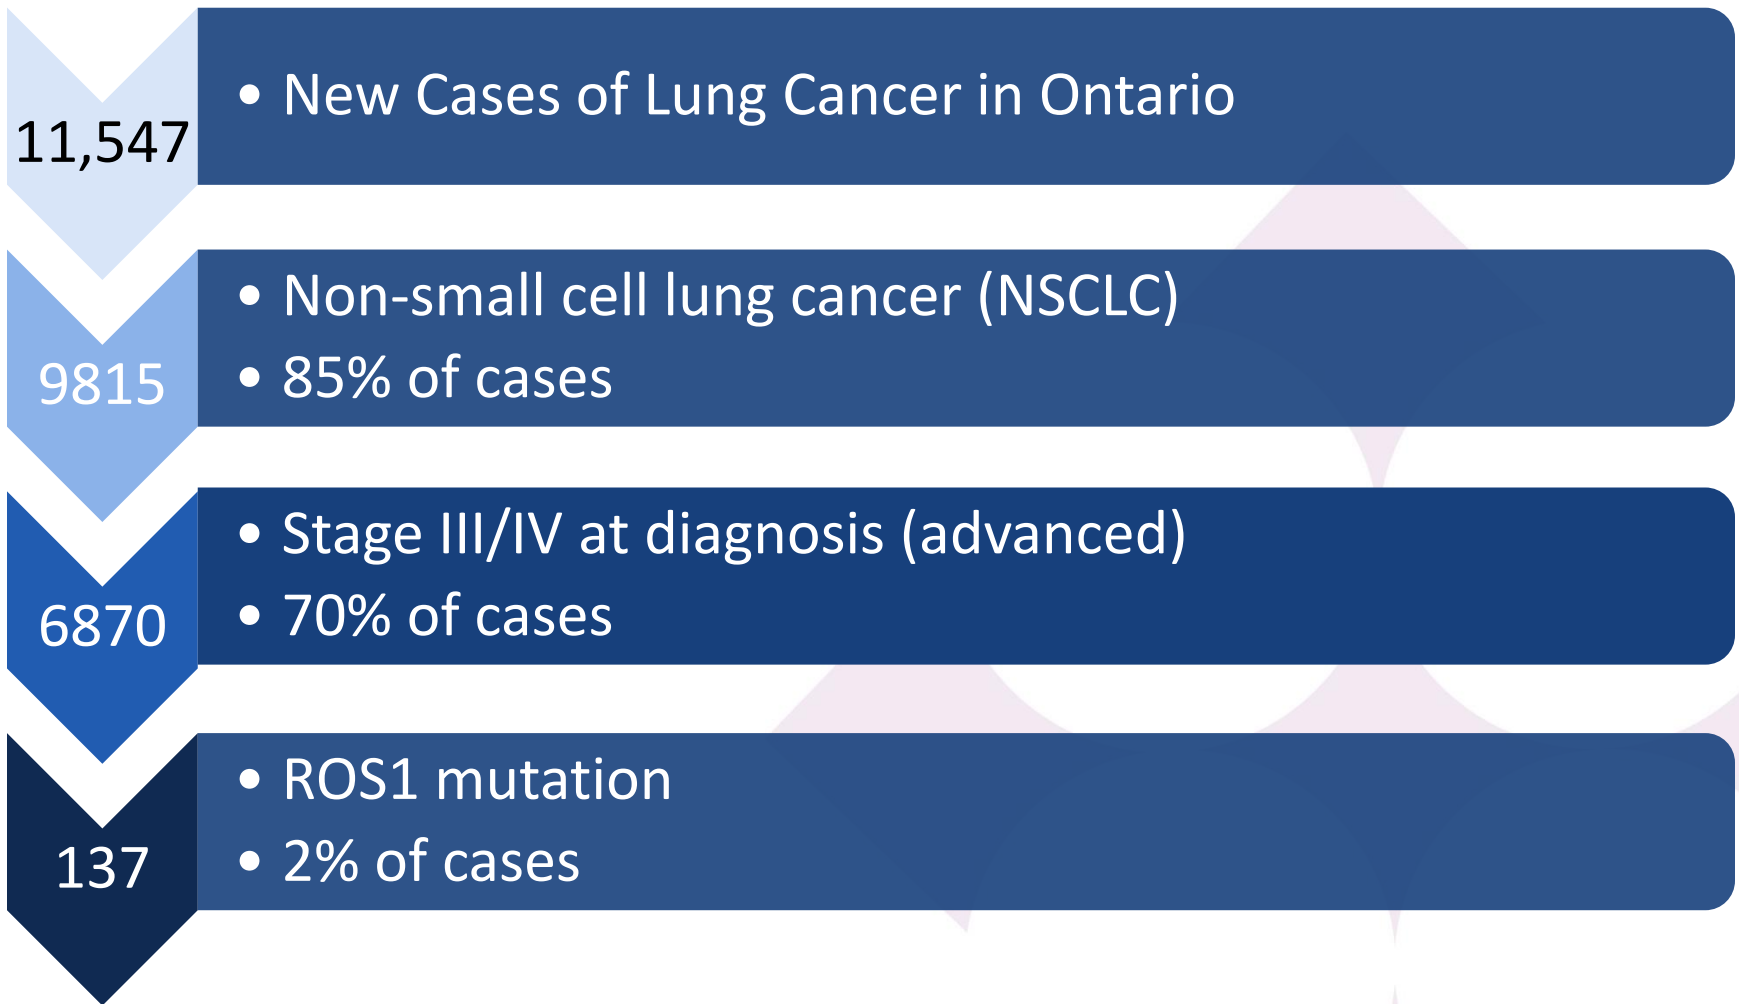 11,547
• New Cases of Lung Cancer in Ontario
9815
• Non-small cell lung cancer (NSCLC)
• 85% of cases
6870
• Stage III/IV at diagnosis (advanced)
• 70% of cases
137
• ROS1 mutation
• 2% of cases